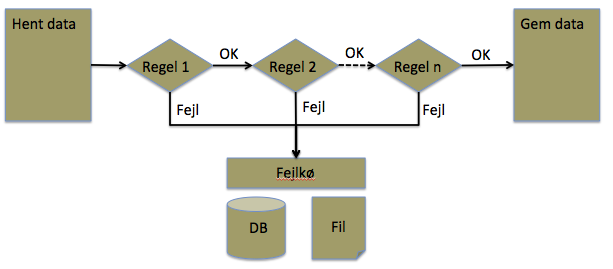 Hent data
Gem data
OK
OK
OK
Regel 1
Regel 2
Regel n
Fejl
Fejl
Fejl
Fejlkø
DB
Fil